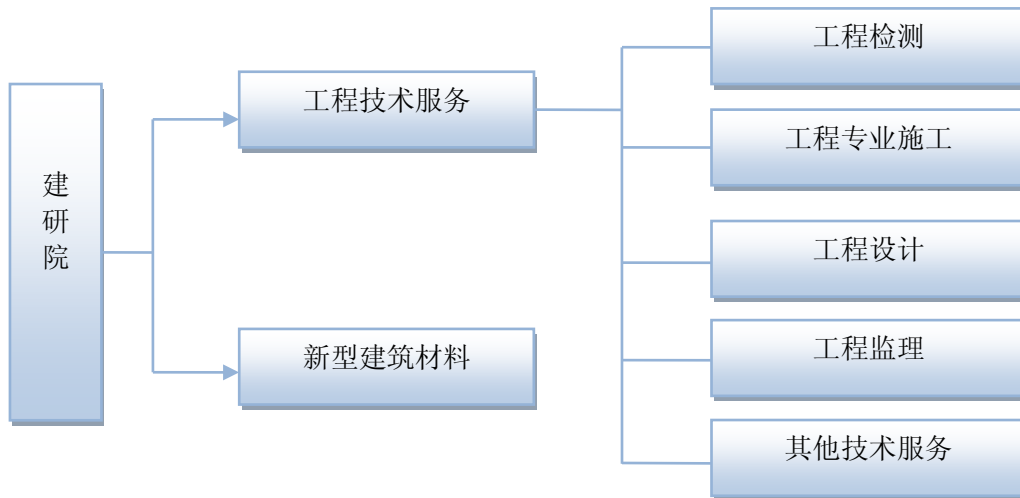 建研院
工程技术服务
新型建筑材料
工程检测
工程专业施工
工程设计
工程监理
其他技术服务